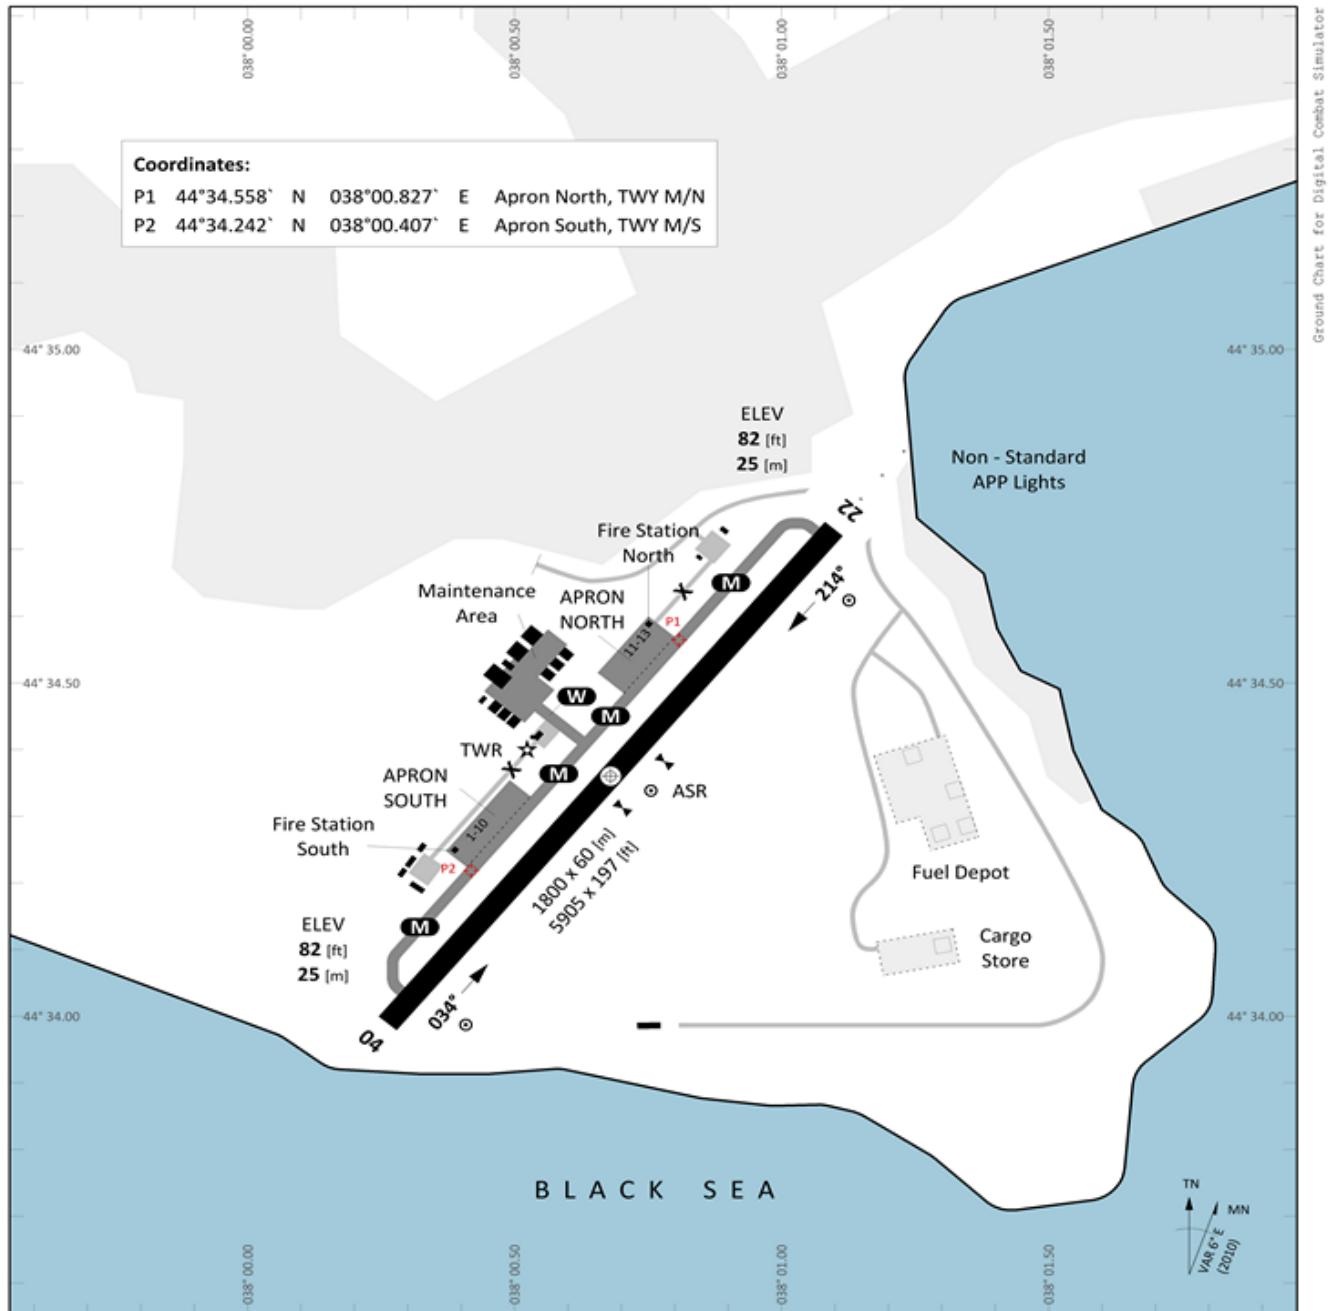 038° 00.00
038° 00.50
038° 01.00
038° 01.50
Ground Chart for Digital Combat Simulator
Coordinates:
P1 44°34.558` N 038°00.827` E Apron North, TWY M/N
P2 44°34.242` N 038°00.407` E Apron South, TWY M/S
44° 35.00
44° 35.00
ELEV
82 [ft]
25 [m]
Non - Standard
APP Lights
22
Fire Station
North
M
214°
Maintenance
Area
APRON
NORTH
P1
11-13
44° 34.50
44° 34.50
W
M
TWR
M
ASR
APRON
SOUTH
1-10
Fire Station
South
P2
1800 x 60 [m]
5905 x 197 [ft]
Fuel Depot
M
ELEV
82 [ft]
25 [m]
Cargo
Store
034°
04
44° 34.00
44° 34.00
BLACK SEA
TN
MN
VAR 6° E
(2010)
038° 00.00
038° 00.50
038° 01.00
038° 01.50